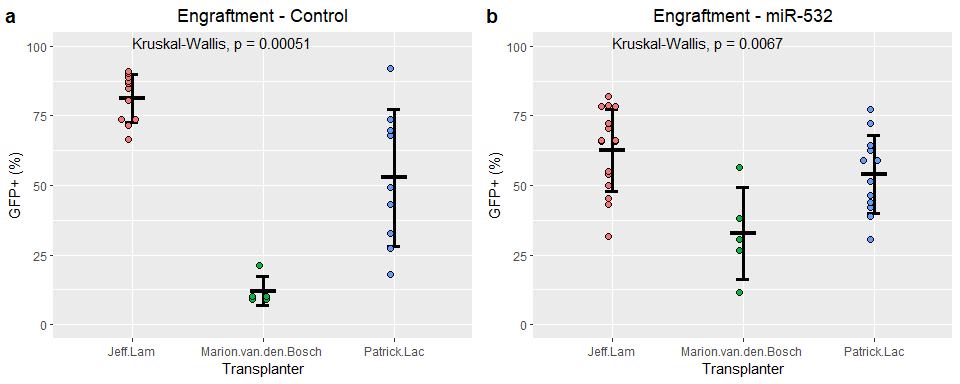 a
Engraftment - Control
Kruskal-Wallis, p = 0.00051
100
75
50
25
0
GFP+ (%)
Jeff.Lam
Marion.van.den.Bosch
Patrick.Lac
Transplanter
b
Engraftment - miR-532
Kruskal-Wallis, p = 0.0067
100
75
50
25
0
GFP+ (%)
Jeff.Lam
Marion.van.den.Bosch
Patrick.Lac
Transplanter